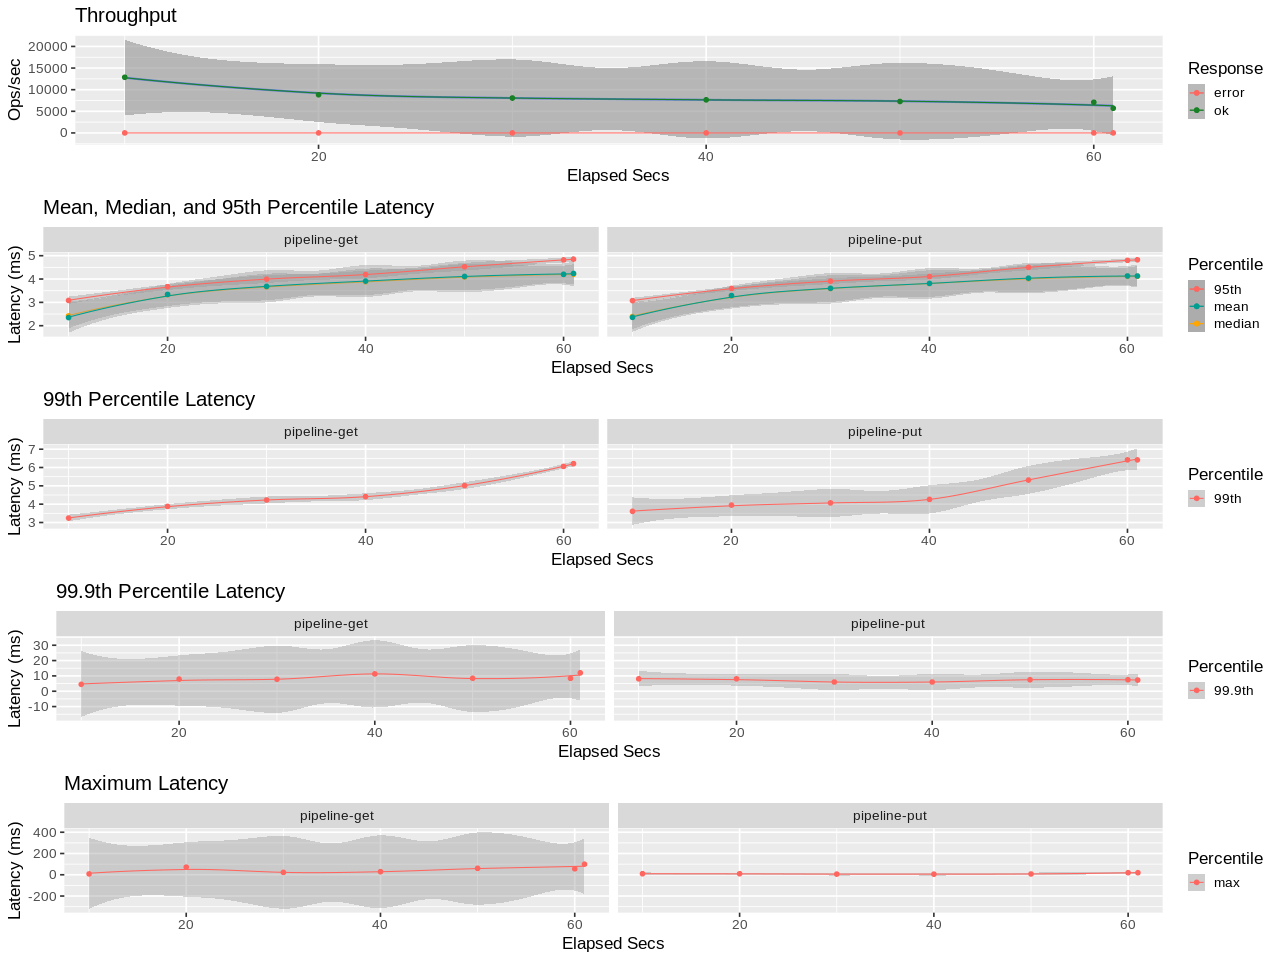 Throughput
Ops/sec
20000
15000
10000
5000
0
20
40
60
Elapsed Secs
Response
error
ok
Mean, Median, and 95th Percentile Latency
pipeline-get
pipeline-put
Latency (ms)
5
4
3
2
20
40
60
20
40
60
Elapsed Secs
Percentile
95th
mean
median
99th Percentile Latency
pipeline-get
pipeline-put
Latency (ms)
7
6
5
4
3
20
40
60
20
40
60
Elapsed Secs
Percentile
99th
99.9th Percentile Latency
pipeline-get
pipeline-put
Latency (ms)
30
20
10
0
-10
20
40
60
20
40
60
Elapsed Secs
Percentile
99.9th
Maximum Latency
pipeline-get
pipeline-put
Latency (ms)
400
200
0
-200
20
40
60
20
40
60
Elapsed Secs
Percentile
max